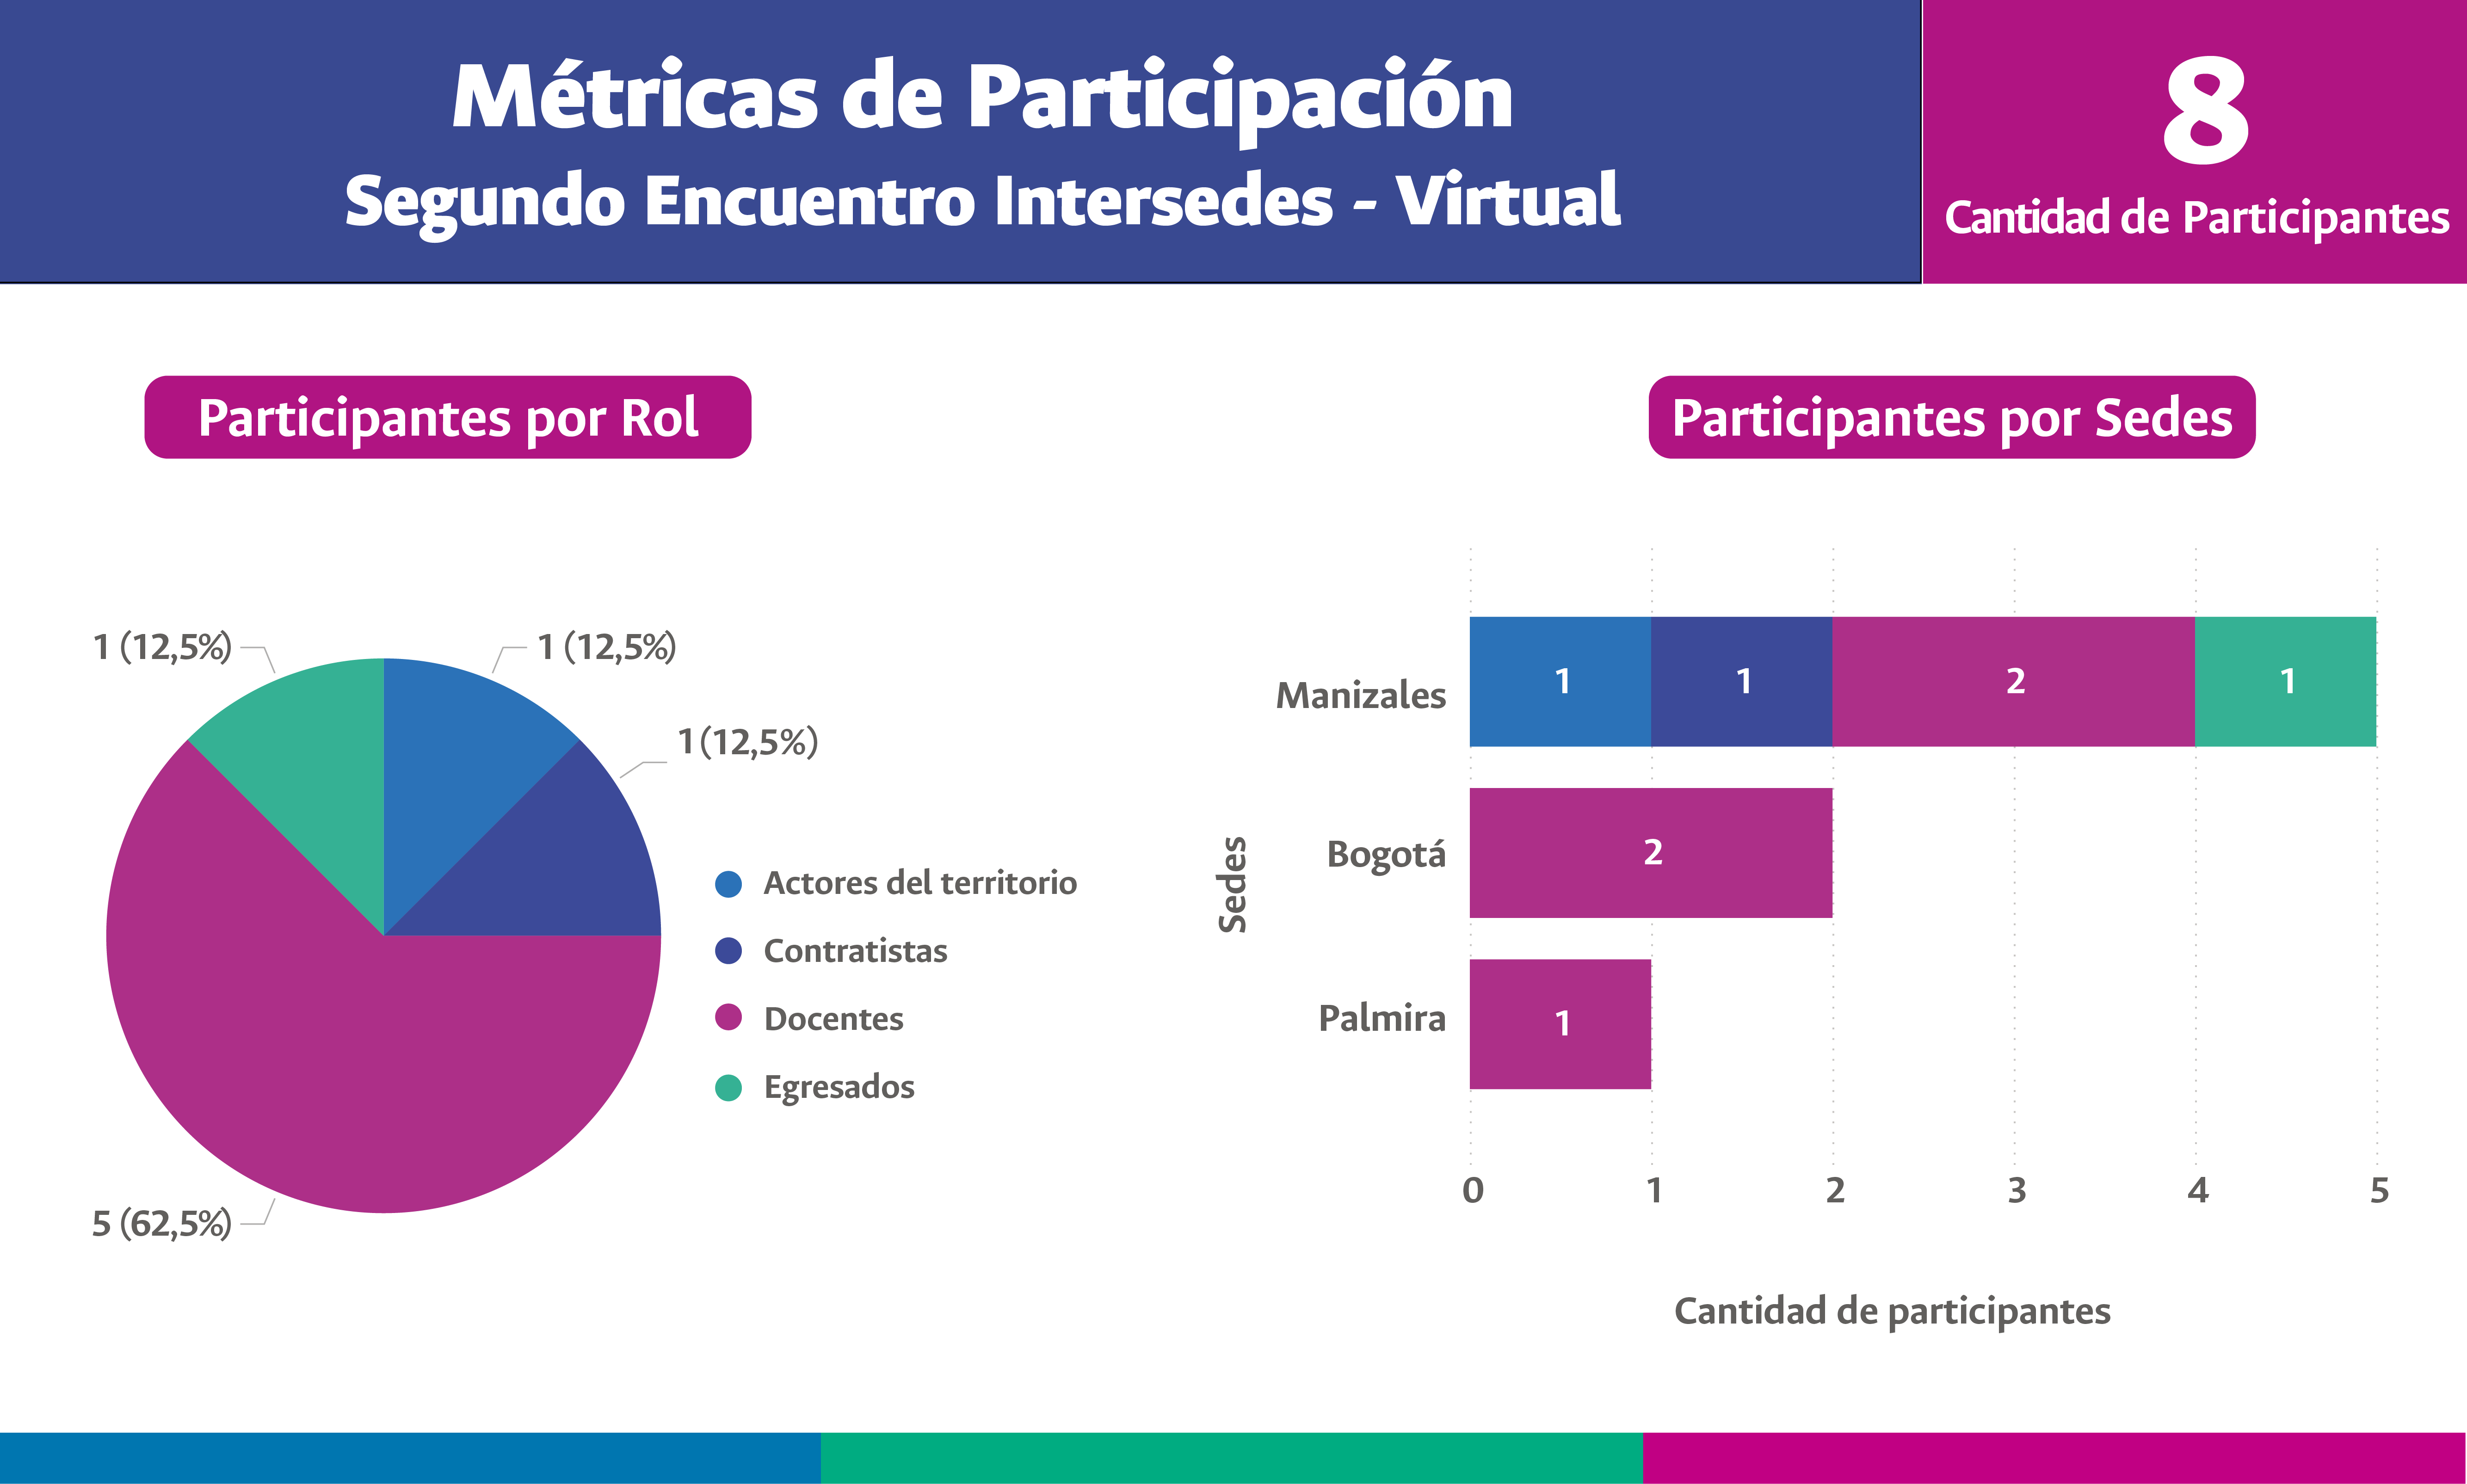 Métricas de Participación
Segundo Encuentro Intersedes - Virtual
8
Cantidad de Participantes
Participantes por Rol
1 (12,5%)
1 (12,5%)
1 (12,5%)
5 (62,5%)
Actores del territorio
Contratistas
Docentes
Egresados
Participantes por Sedes
Sedes
Manizales
1
1
2
1
Bogotá
2
Palmira
1
0 1 2 3 4 5
Cantidad de participantes